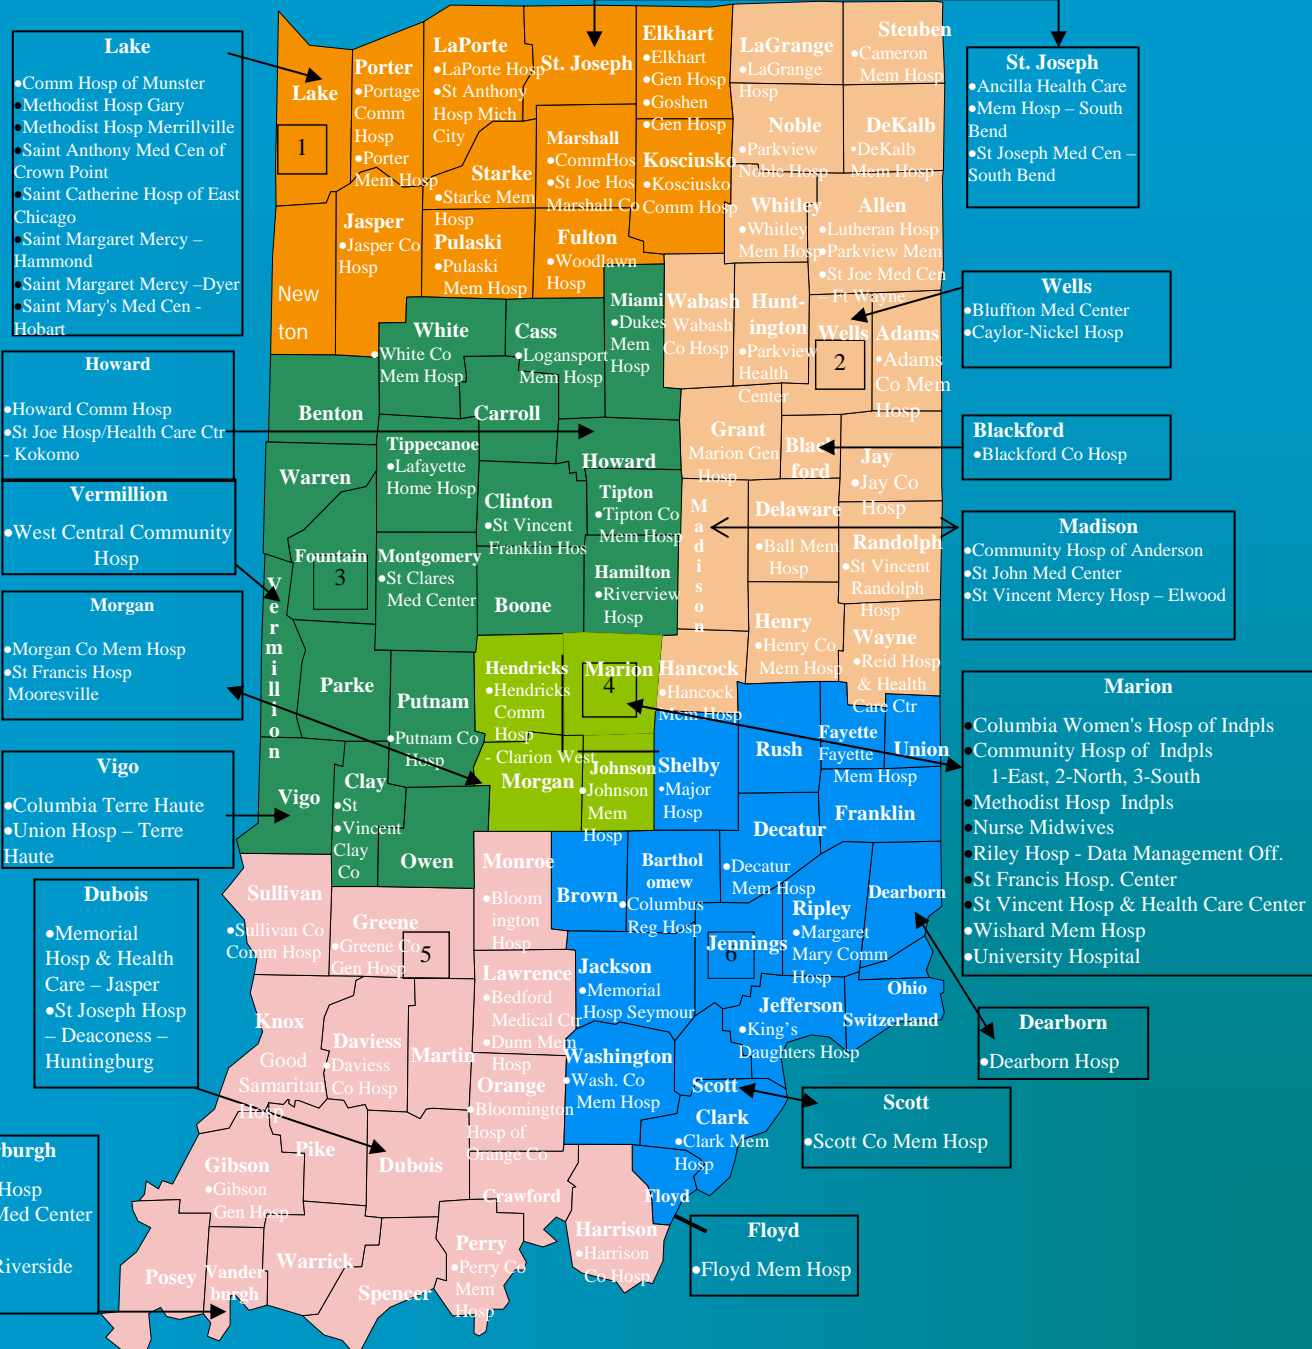 Lake
•Comm Hosp of Munster
•Methodist Hosp Gary
•Methodist Hosp Merrillville
•Saint Anthony Med Cen of
Crown Point
•Saint Catherine Hosp of East
Chicago
•Saint Margaret Mercy –
Hammond
•Saint Margaret Mercy –Dyer
•Saint Mary's Med Cen -
Hobart
Howard
•Howard Comm Hosp
•St Joe Hosp/Health Care Ctr
- Kokomo
Vermillion
•West Central Community
Hosp
Morgan
•Morgan Co Mem Hosp
•St Francis Hosp
Mooresville
Vigo
•Columbia Terre Haute
•Union Hosp – Terre
Haute
Dubois
•Memorial
Hosp & Health
Care – Jasper
•St Joseph Hosp
– Deaconess –
Huntingburg
burgh
Hosp
Med Center
Riverside
Lake
1
Porter
•Portage
Comm
Hosp
•Porter
Mem Hosp
LaPorte
•LaPorte Hosp
•St Anthony
Hosp Mich
City
St. Joseph
Elkhart
•Elkhart
•Gen Hosp
•Goshen
•Gen Hosp
LaGrange
•LaGrange
Hosp
Steuben
•Cameron
Mem Hosp
Noble
•Parkview
Noble Hosp
DeKalb
•DeKalb
Mem Hosp
Marshall
•CommHos
•St Joe Hos
Marshall Co
Kosciusko
•Kosciusko
Comm Hosp
Starke
•Starke Mem
Hosp
Jasper
•Jasper Co
Hosp
Pulaski
•Pulaski
Mem Hosp
Fulton
•Woodlawn
Hosp
New
ton
Whitley
•Whitley
Mem Hosp
Allen
•Lutheran Hosp
•Parkview Mem
•St Joe Med Cen
– Ft Wayne
Miami
•Dukes
Mem
Hosp
Wabash
Wabash
Co Hosp
Hunt-
ington
•Parkview
Health
Center
Wells
2
Adams
•Adams
Co Mem
Hosp
White
•White Co
Mem Hosp
Cass
•Logansport
Mem Hosp
Benton
Carroll
Tippecanoe
•Lafayette
Home Hosp
Howard
Grant
Marion Gen
Hosp
Black
ford
Jay
•Jay Co
Hosp
Warren
Clinton
•St Vincent
Franklin Hos
Tipton
•Tipton Co
Mem Hosp
Madison
Delaware
•Ball Mem
Hosp
Randolph
•St Vincent
Randolph
Hosp
Fountain
3
Montgomery
•St Clares
Med Center
Boone
Hamilton
•Riverview
Hosp
Vermillion
Henry
•Henry Co
Mem Hosp
Wayne
•Reid Hosp
& Health
Care Ctr
Parke
Putnam
•Putnam Co
Hosp
Hendricks
•Hendricks
Comm
Hosp
- Clarion West
Marion
4
Hancock
•Hancock
Mem Hosp
Rush
Fayette
Fayette
Mem Hosp
Union
Vigo
Clay
•St
•Vincent
Clay
Co
Morgan
Johnson
•Johnson
Mem
Hosp
Shelby
•Major
Hosp
Franklin
Owen
Decatur
•Decatur
Mem Hosp
Sullivan
•Sullivan Co
Comm Hosp
Greene
•Greene Co
Gen Hosp
5
Monroe
•Bloom
ington
Hosp
Brown
Barthol
omew
•Columbus
Reg Hosp
Jennings
6
Ripley
•Margaret
Mary Comm
Hosp
Dearborn
Ohio
Switzerland
Lawrence
•Bedford
Medical Ctr
•Dunn Mem
Hosp
Jackson
•Memorial
Hosp Seymour
Jefferson
•King’s
Daughters Hosp
Knox
Good
Samaritan
Hosp
Daviess
•Daviess
Co Hosp
Martin
Orange
•Bloomington
Hosp of
Orange Co
Washington
•Wash. Co
Mem Hosp
Scott
Clark
•Clark Mem
Hosp
Floyd
Gibson
•Gibson
Gen Hosp
Pike
Dubois
Crawford
Harrison
•Harrison
Co Hosp
Posey
Vander
burgh
Warrick
Spencer
Perry
•Perry Co
Mem
Hosp
St. Joseph
•Ancilla Health Care
•Mem Hosp – South
Bend
•St Joseph Med Cen –
South Bend
Wells
•Bluffton Med Center
•Caylor-Nickel Hosp
Blackford
•Blackford Co Hosp
Madison
•Community Hosp of Anderson
•St John Med Center
•St Vincent Mercy Hosp – Elwood
Marion
•Columbia Women's Hosp of Indpls
•Community Hosp of Indpls
1-East, 2-North, 3-South
•Methodist Hosp Indpls
•Nurse Midwives
•Riley Hosp - Data Management Off.
•St Francis Hosp. Center
•St Vincent Hosp & Health Care Center
•Wishard Mem Hosp
•University Hospital
Dearborn
•Dearborn Hosp
Scott
•Scott Co Mem Hosp
Floyd
•Floyd Mem Hosp